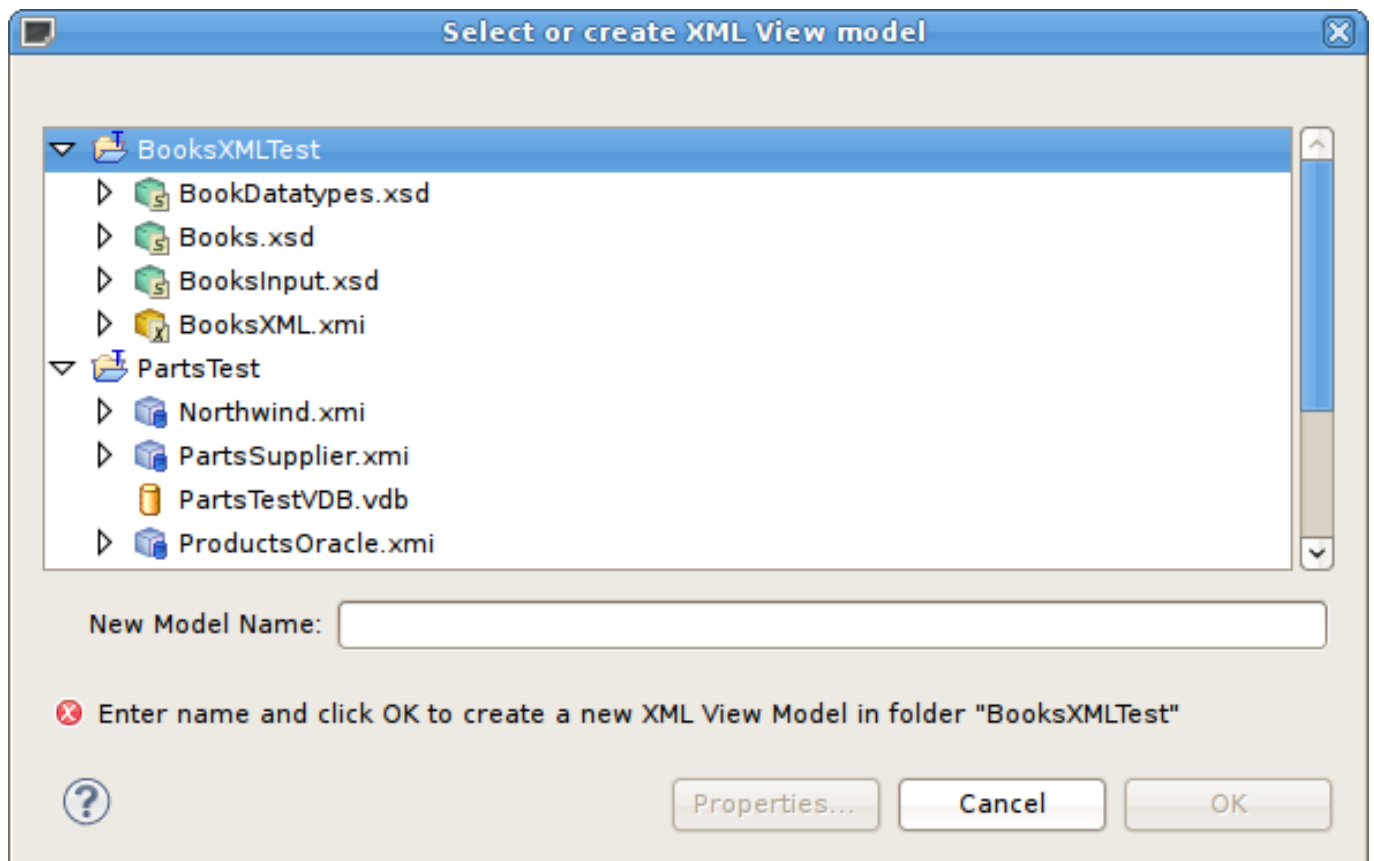 Select or create XML View model
BooksXMLTest
BookDatatypes.xsd
Books.xsd
BooksInput.xsd
BooksXML.xmi
PartsTest
Northwind.xmi
PartsSupplier.xmi
PartsTestVDB.vdb
ProductsOracle.xmi
New Model Name:
Enter name and click OK to create a new XML View Model in folder "BooksXMLTest"
? Properties... Cancel OK